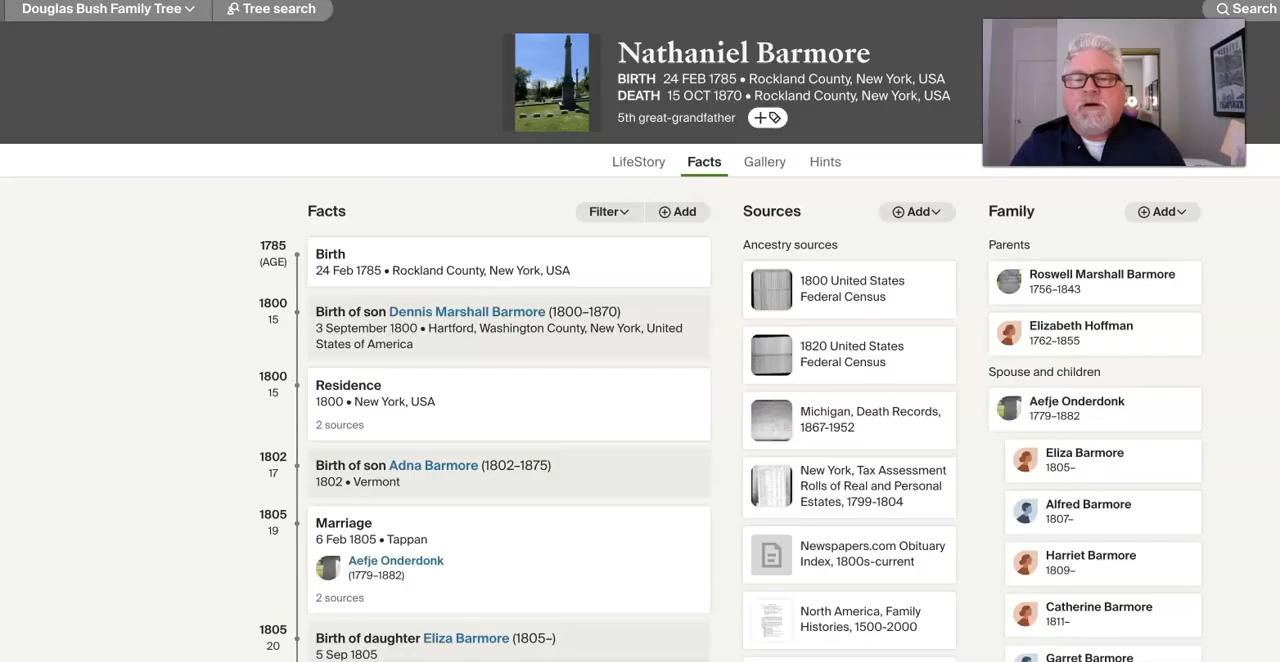 Douglas Bush Family Tree
Tree search
Search
Nathaniel Barmore
BIRTH 24 FEB 1785 • Rockland County, New York, USA
DEATH 15 OCT 1870 • Rockland County, New York, USA
5th great-grandfather
LifeStory
Facts
Gallery
Hints
Facts
Filter
Add
1785
(AGE)
Birth
24 Feb 1785 • Rockland County, New York, USA
1800
15
Birth of son Dennis Marshall Barmore (1800–1870)
3 September 1800 • Hartford, Washington County, New York, United
States of America
1800
15
Residence
1800 • New York, USA
2 sources
1802
17
Birth of son Adna Barmore (1802–1875)
1802 • Vermont
1805
19
Marriage
6 Feb 1805 • Tappan
Aefje Onderdonk
(1779–1882)
2 sources
1805
20
Birth of daughter Eliza Barmore (1805–)
5 Sep 1805
Sources
Add
Ancestry sources
1800 United States
Federal Census
1820 United States
Federal Census
Michigan, Death Records,
1867-1952
New York, Tax Assessment
Rolls of Real and Personal
Estates, 1799-1804
Newspapers.com Obituary
Index, 1800s-current
North America, Family
Histories, 1500-2000
Family
Add
Parents
Roswell Marshall Barmore
1756–1843
Elizabeth Hoffman
1762–1855
Spouse and children
Aefje Onderdonk
1779–1882
Eliza Barmore
1805–
Alfred Barmore
1807–
Harriet Barmore
1809–
Catherine Barmore
1811–
Garret Barmore